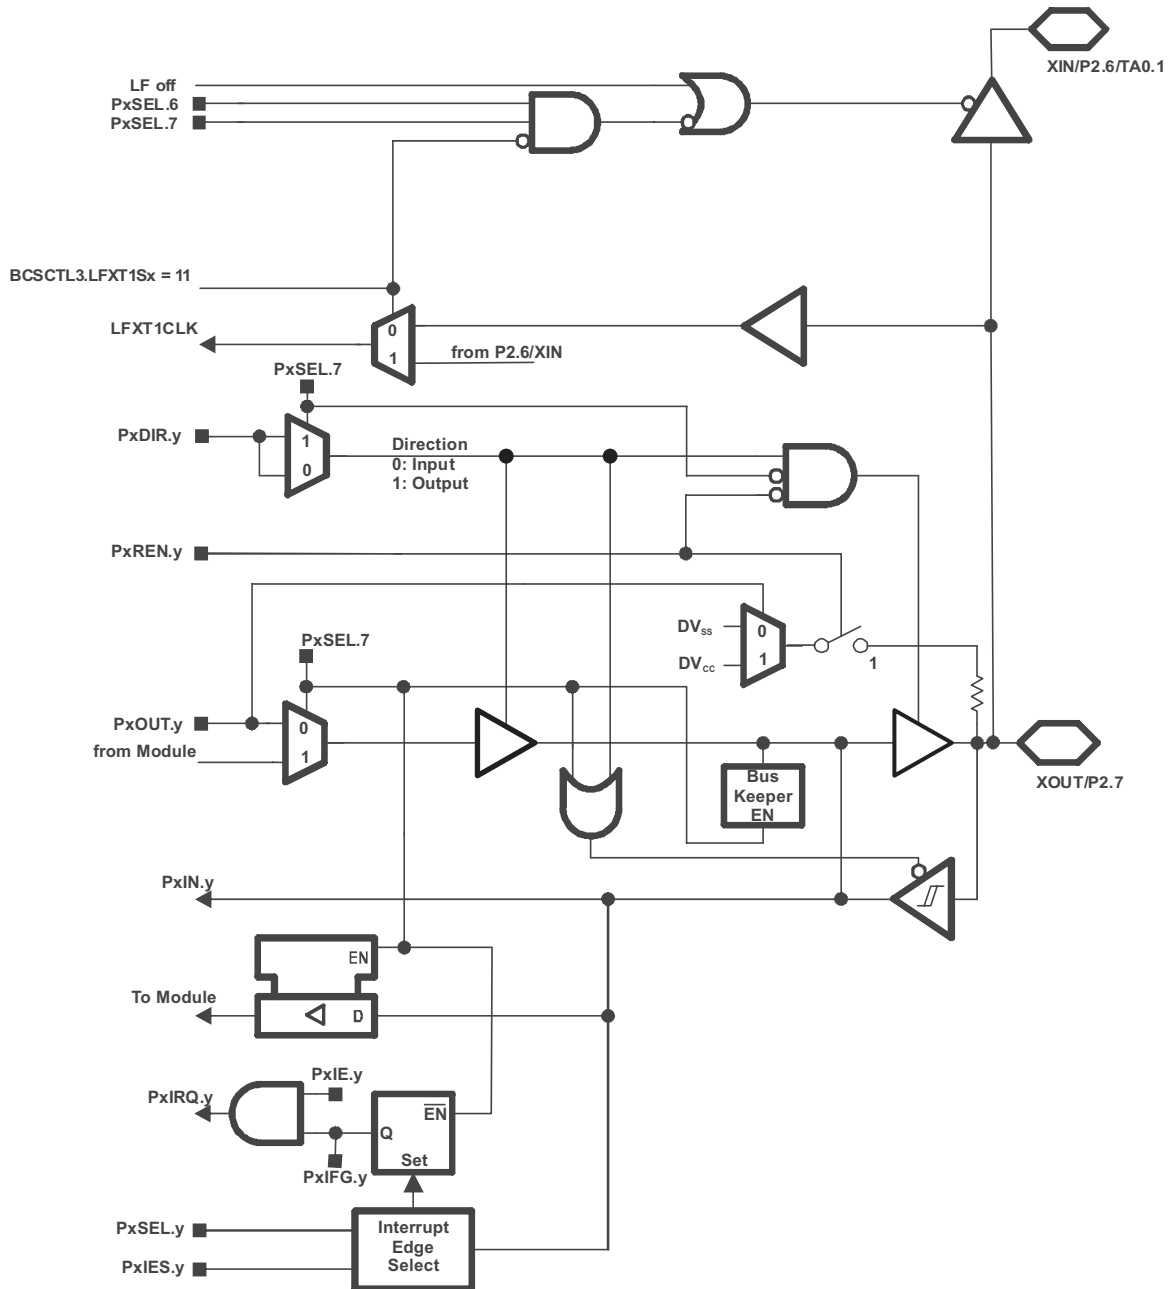 XIN/P2.6/TA0.1
LF off
PxSEL.6
PxSEL.7
BCSCTL3.LFXT1Sx = 11
LFXT1CLK
0
1
from P2.6/XIN
PxSEL.7
PxDIR.y
1
0
Direction
0: Input
1: Output
PxREN.y
DVss
0
DVcc
1
1
PxSEL.7
PxOUT.y
0
from Module
1
Bus
Keeper
EN
XOUT/P2.7
PxIN.y
EN
To Module
D
PxIE.y
PxIRQ.y
EN
Q
Set
PxIFG.y
PxSEL.y
PxIES.y
Interrupt
Edge
Select